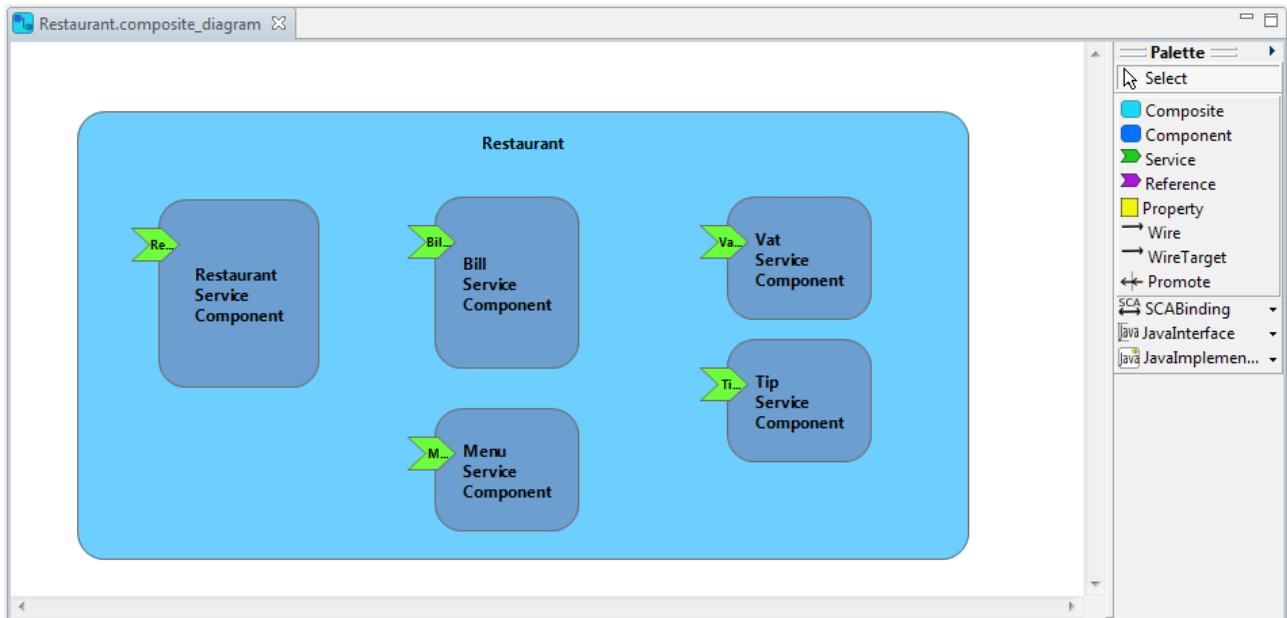 Restaurant.composite_diagram
Palette
Select
Composite
Component
Service
Reference
Property
Wire
WireTarget
Promote
SCA SCABinding
java JavaInterface
java JavaImplemen...
Restaurant
Re...
Restaurant
Service
Component
Bil...
Bill
Service
Component
M...
Menu
Service
Component
Va...
Vat
Service
Component
Ti...
Tip
Service
Component